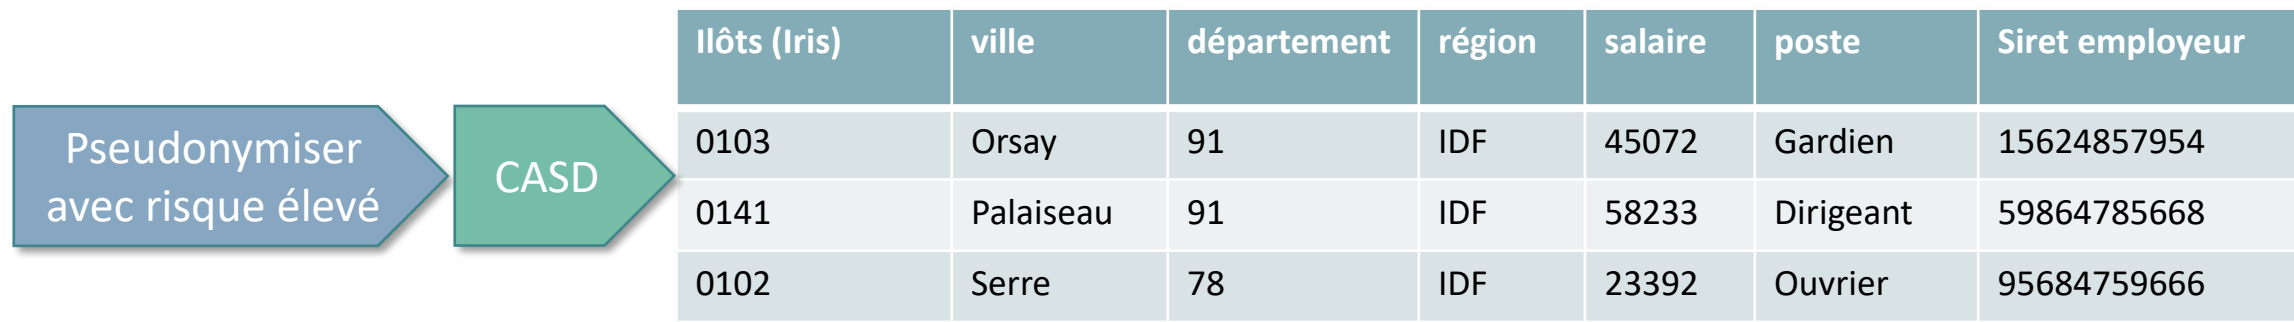 Pseudonymiser
avec risque élevé
CASD
Ilôts (Iris) ville département région salaire poste Siret employeur
0103 Orsay 91 IDF 45072 Gardien 15624857954
0141 Palaiseau 91 IDF 58233 Dirigeant 59864785668
0102 Serre 78 IDF 23392 Ouvrier 95684759666